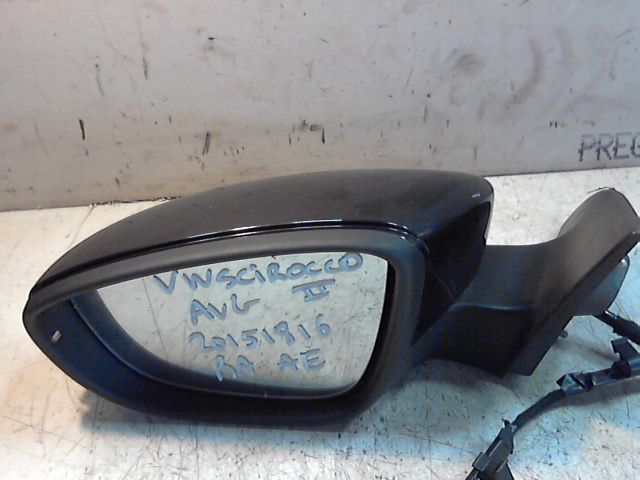 VW SCIROCCO
II
AVG
20151816
RA AE
PREG